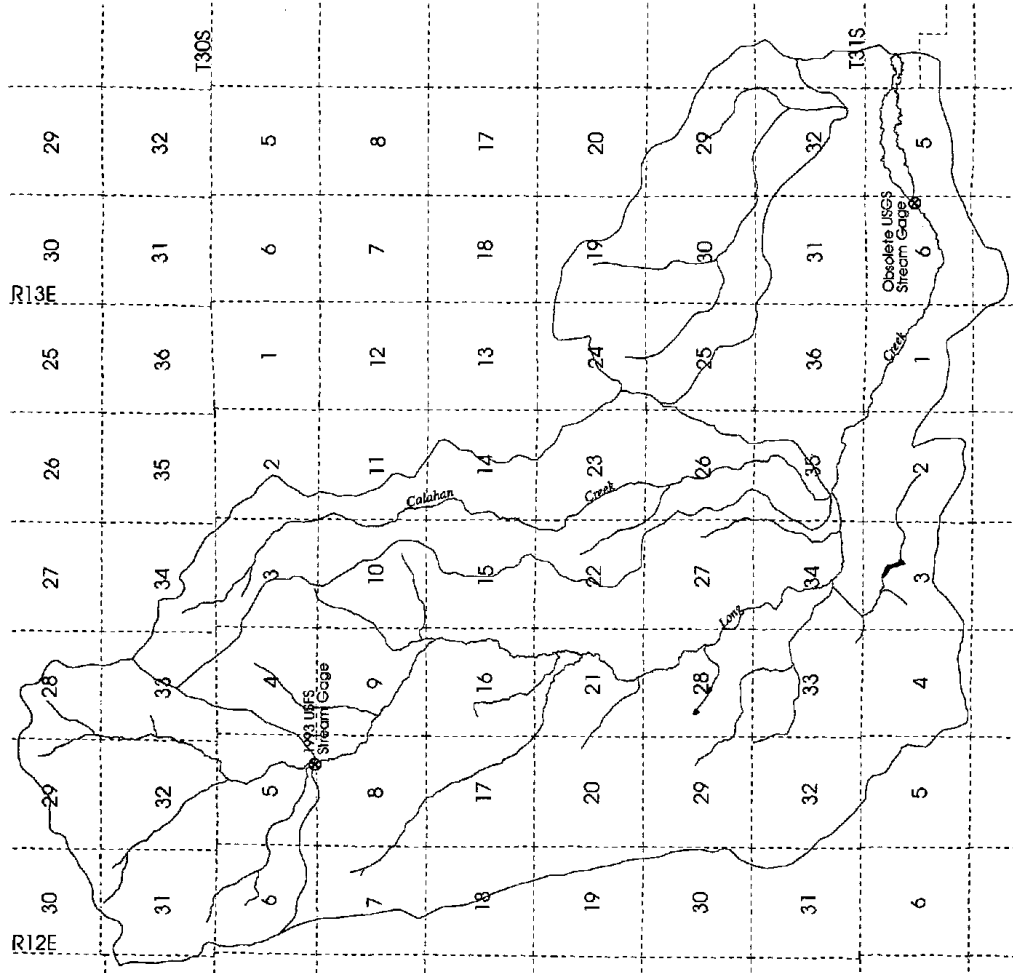 R12E
R13E
30 29 28 27 26 25 30 29
31 32 33 34 35 36 31 32
T30S
6 5 4 3 2 1 6 5
1993 USFS
Stream Gage
7 8 9 10 11 12 7 8
Calahan
18 17 16 15 14 13 18 17
19 20 21 22 23 24 19 20
Creek
30 29 28 27 26 25 30 29
Long
31 32 33 34 35 36 31 32
T31S
Obsolete USGS
Stream Gage
Creek
6 5 4 3 2 1 6 5